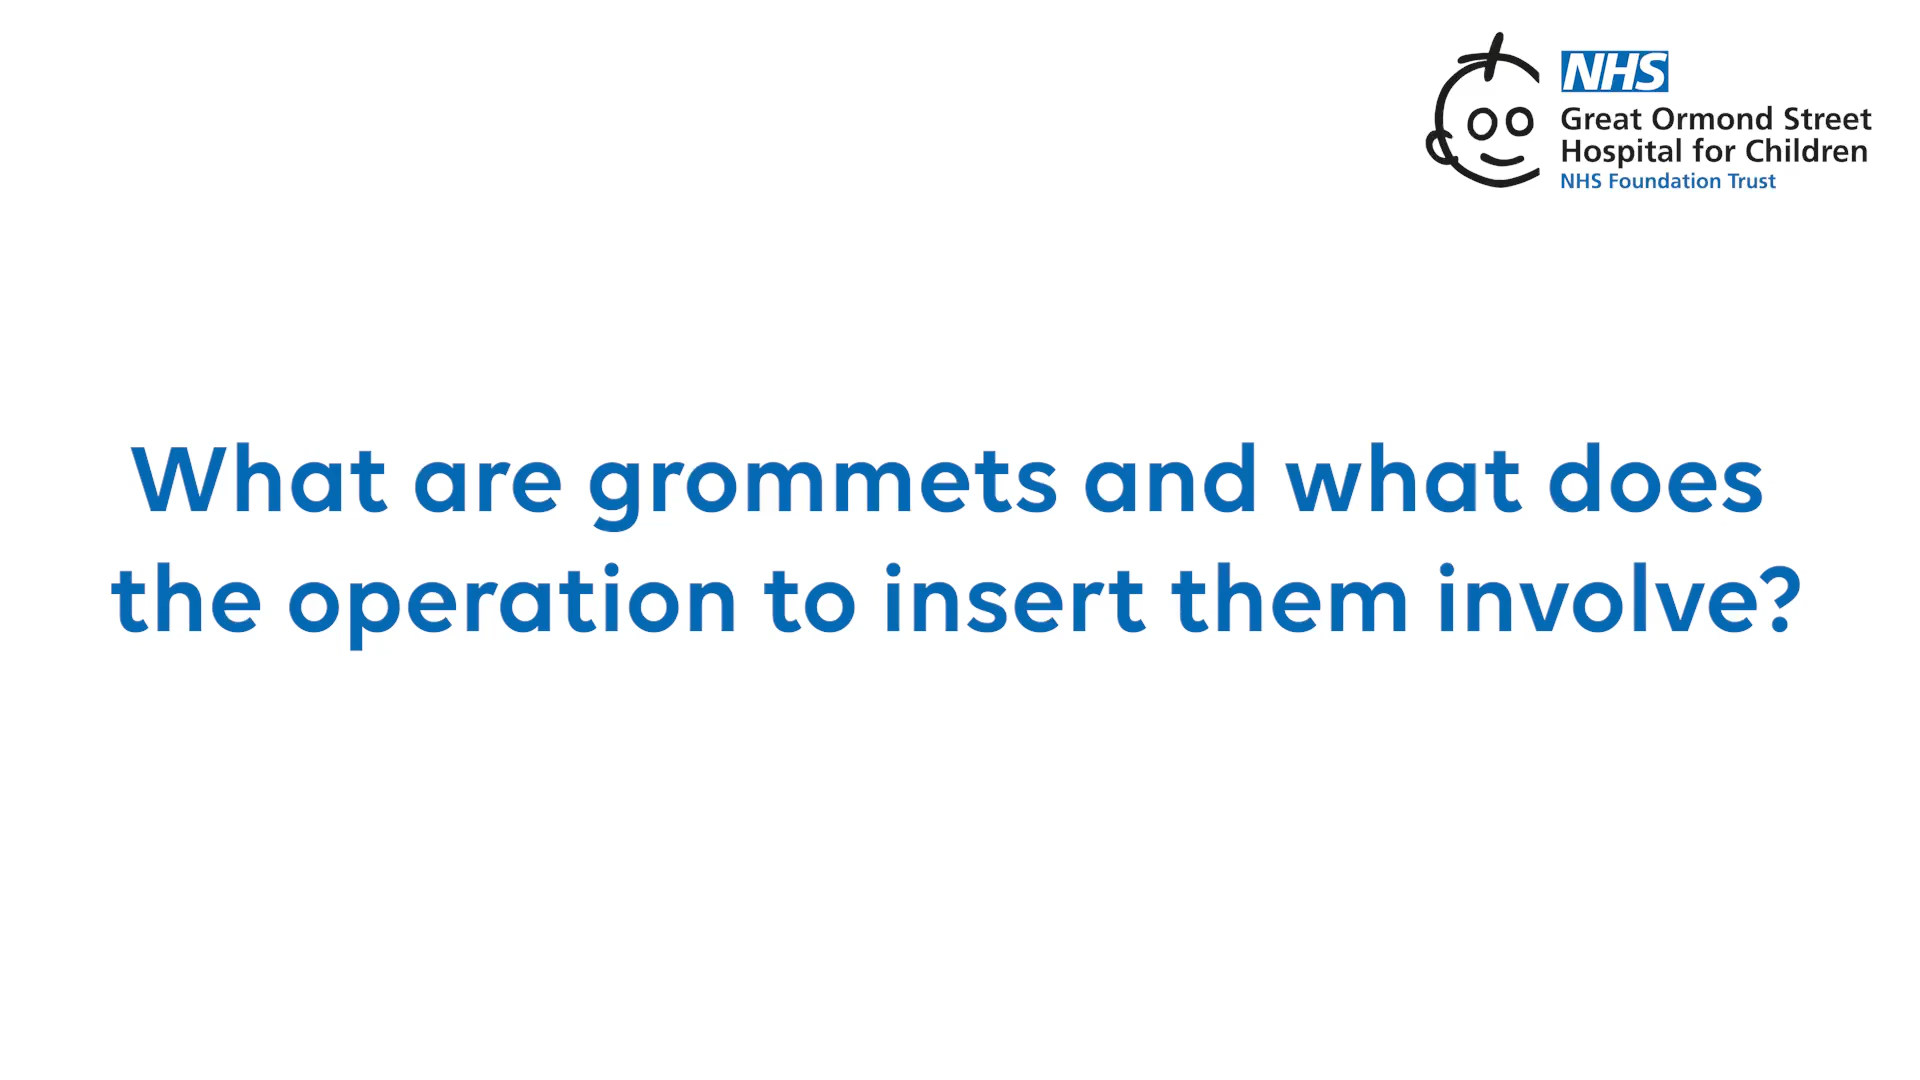 NHS
Great Ormond Street
Hospital for Children
NHS Foundation Trust
What are grommets and what does
the operation to insert them involve?